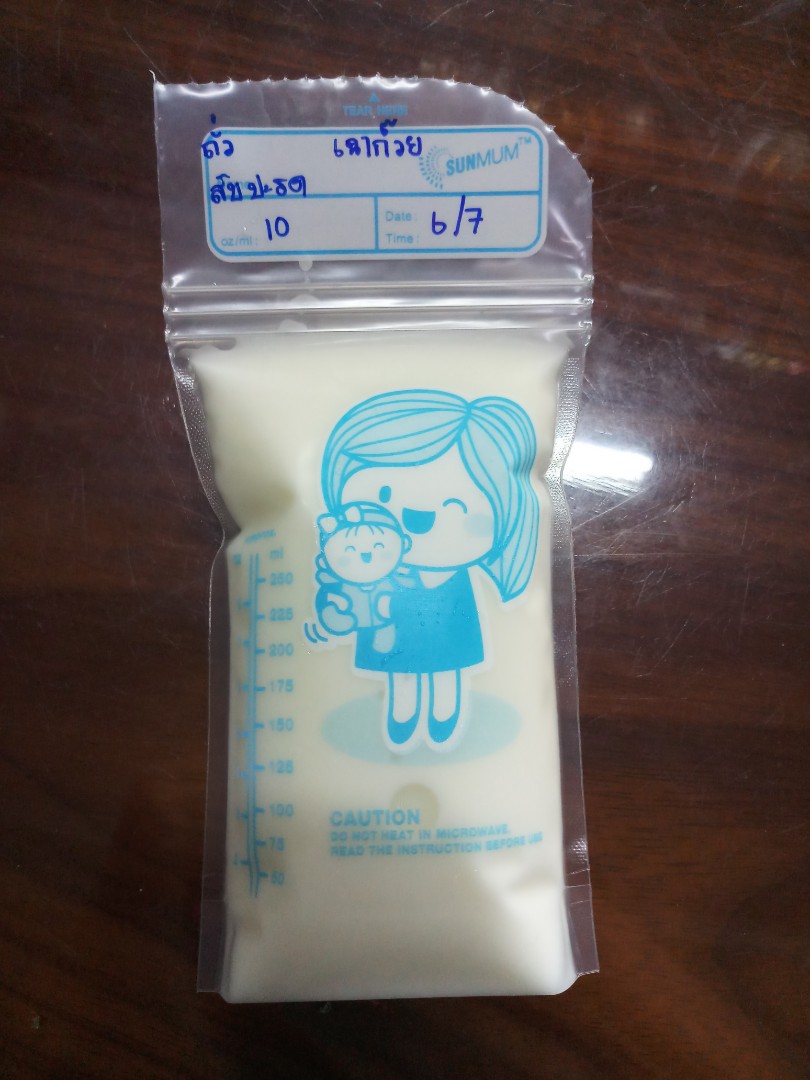 TEAR HERE
ถั่ว เฉาก๊วย
SUNMUM™
สับปะรด
oz/ml: 10
Date: 6/7
Time:
ml
250
225
200
175
150
125
100
75
50
CAUTION
DO NOT HEAT IN MICROWAVE,
READ THE INSTRUCTION BEFORE USE